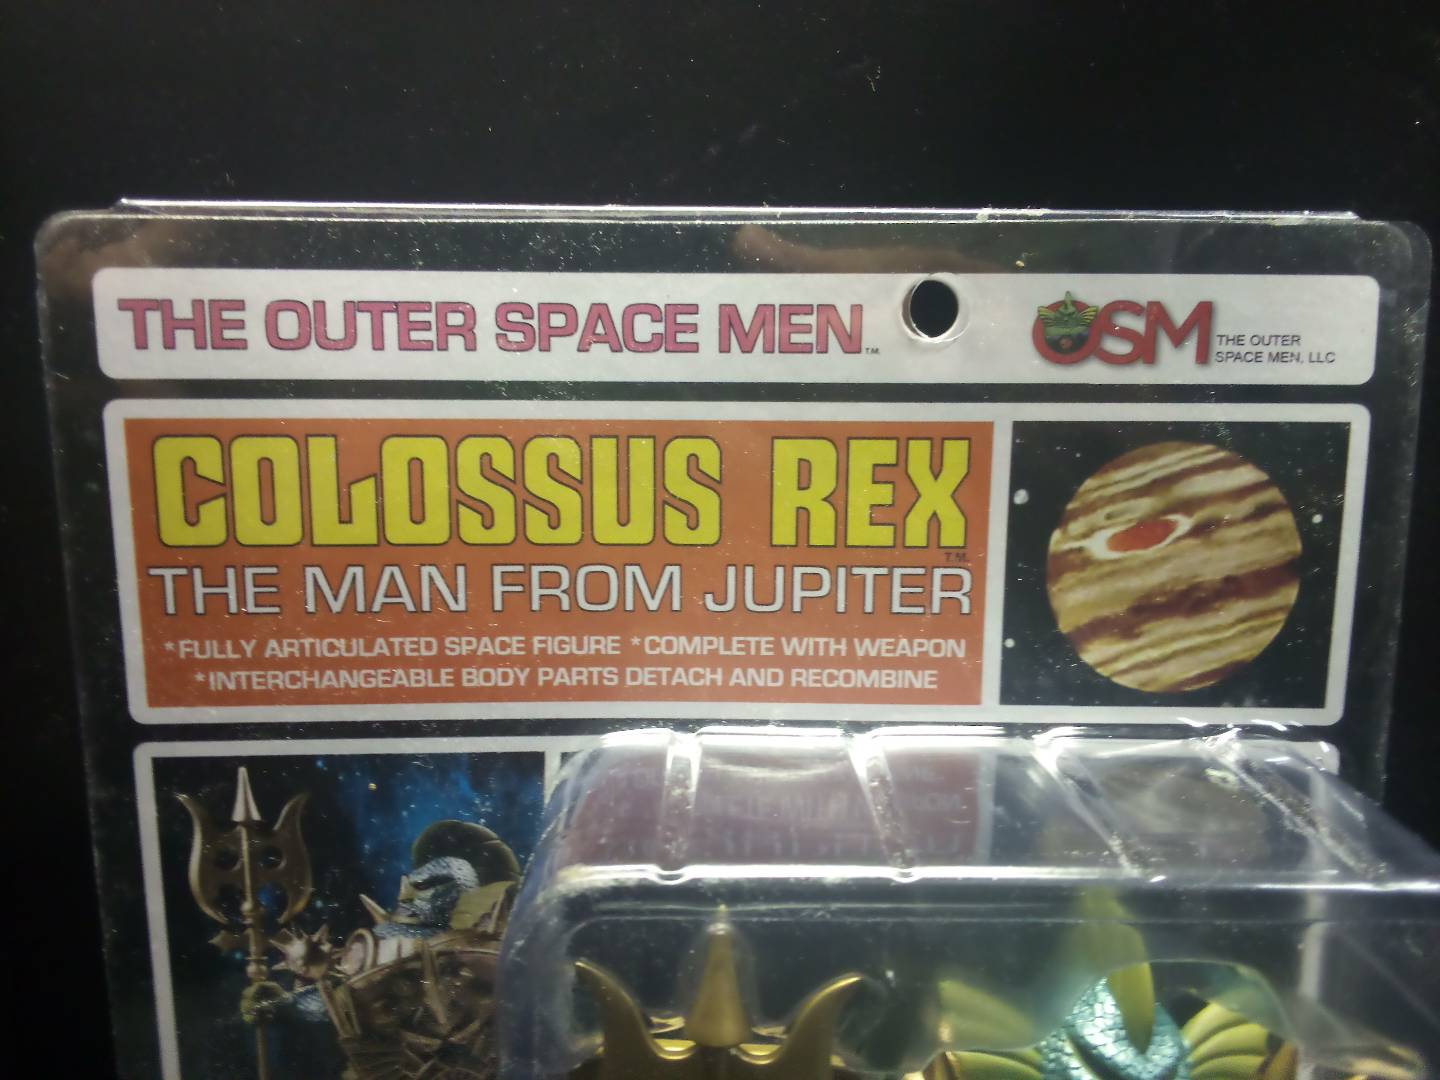 THE OUTER SPACE MEN™
OSM
THE OUTER
SPACE MEN, LLC
COLOSSUS REX
T.M.
THE MAN FROM JUPITER
*FULLY ARTICULATED SPACE FIGURE *COMPLETE WITH WEAPON
*INTERCHANGEABLE BODY PARTS DETACH AND RECOMBINE